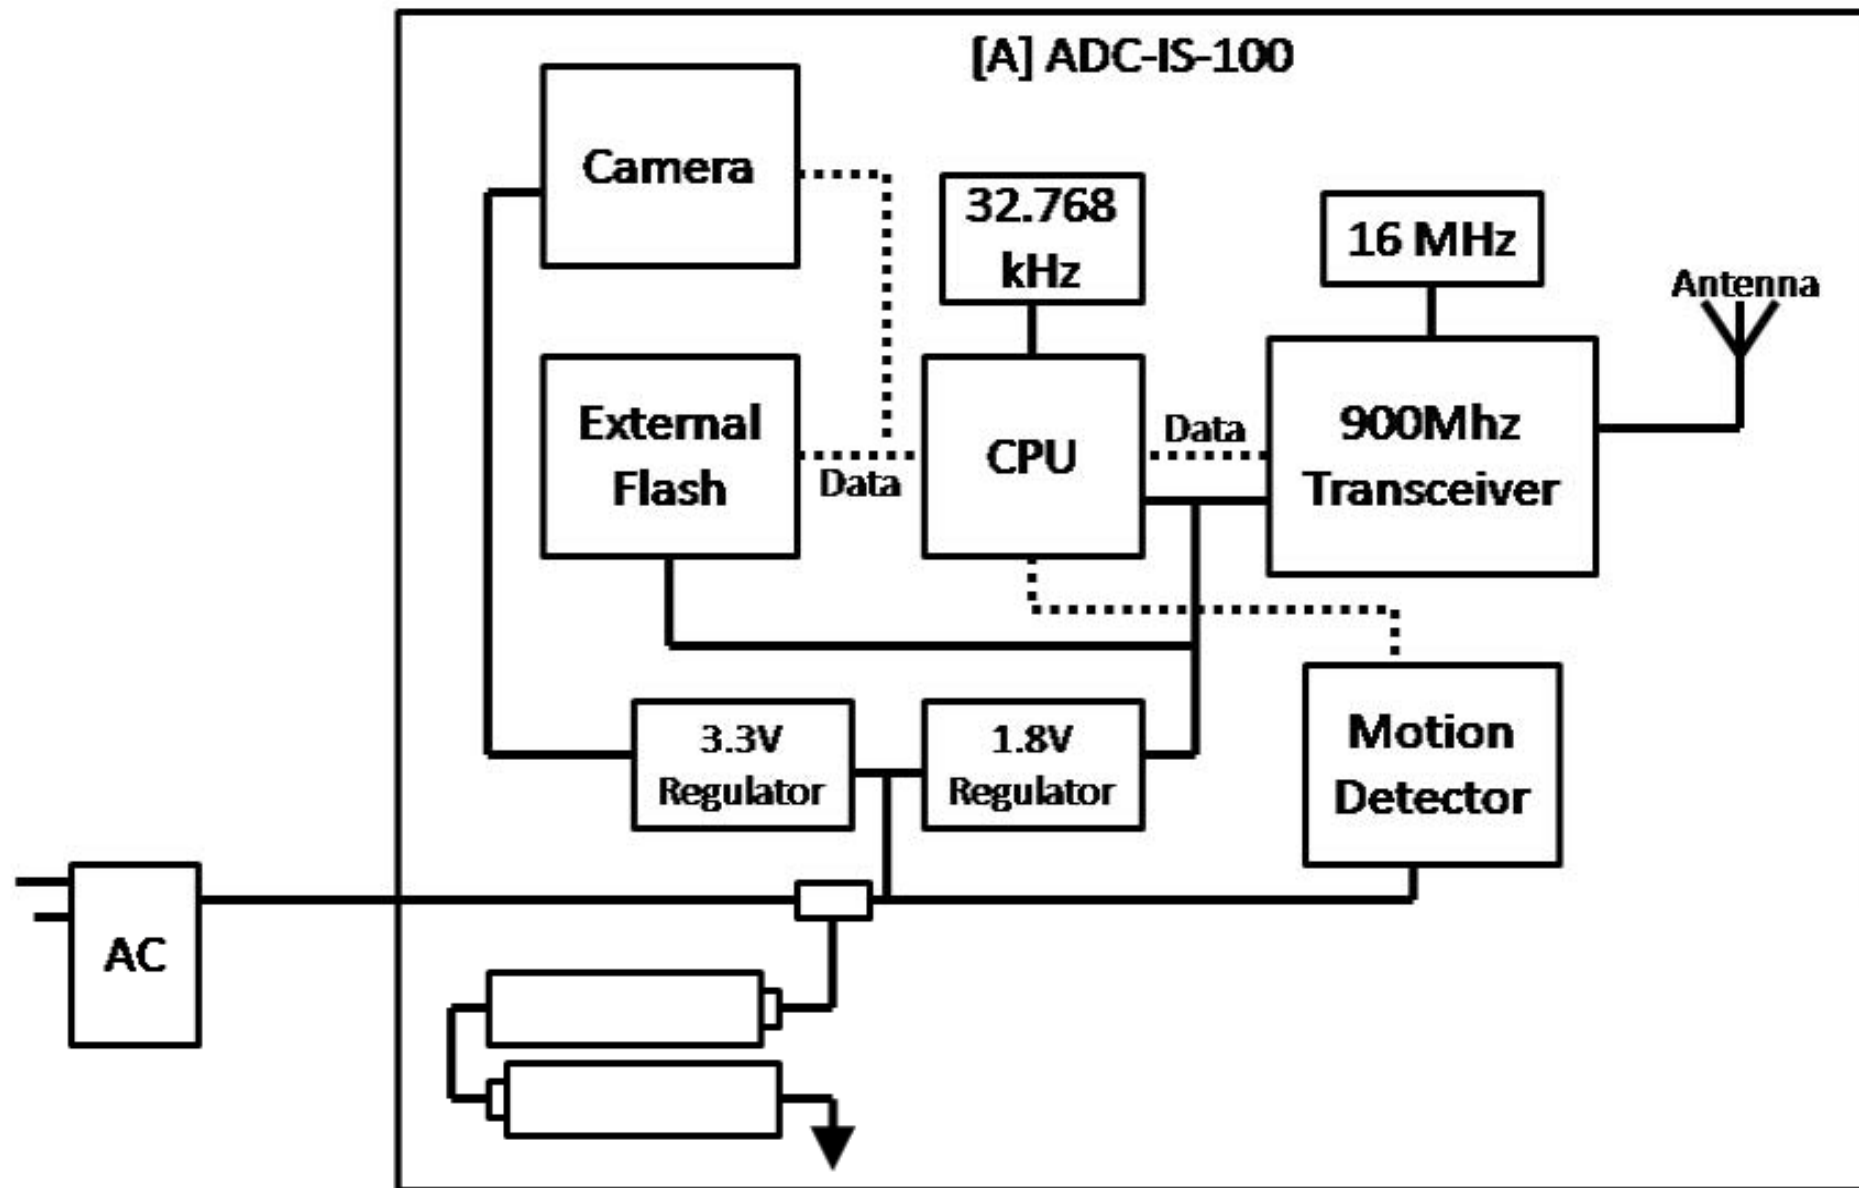 [A] ADC-IS-100
Camera
32.768
kHz
16 MHz
Antenna
External
Flash
Data
CPU
Data
900Mhz
Transceiver
3.3V
Regulator
1.8V
Regulator
Motion
Detector
AC